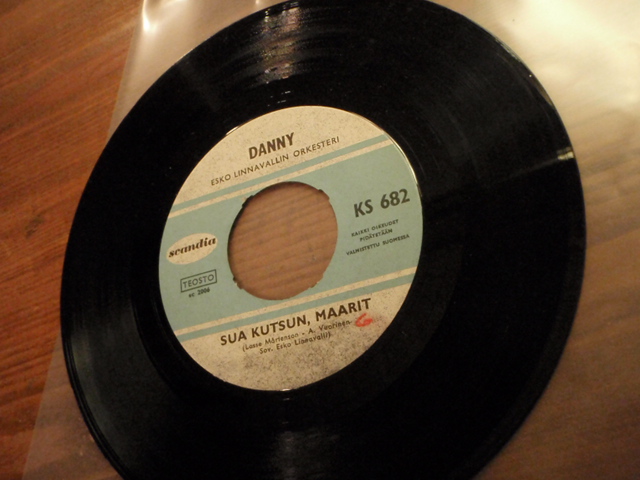 DANNY
ESKO LINNAVALLIN ORKESTERI
KS 682
KAIKKI OIKEUDET
PIDÄTETÄÄN
VALMISTETTU SUOMESSA
scandia
TEOSTO
SUA KUTSUN, MAARIT
(Lasse Mårtenson - A. Vuorinen
Sov. Esko Linnavalli)